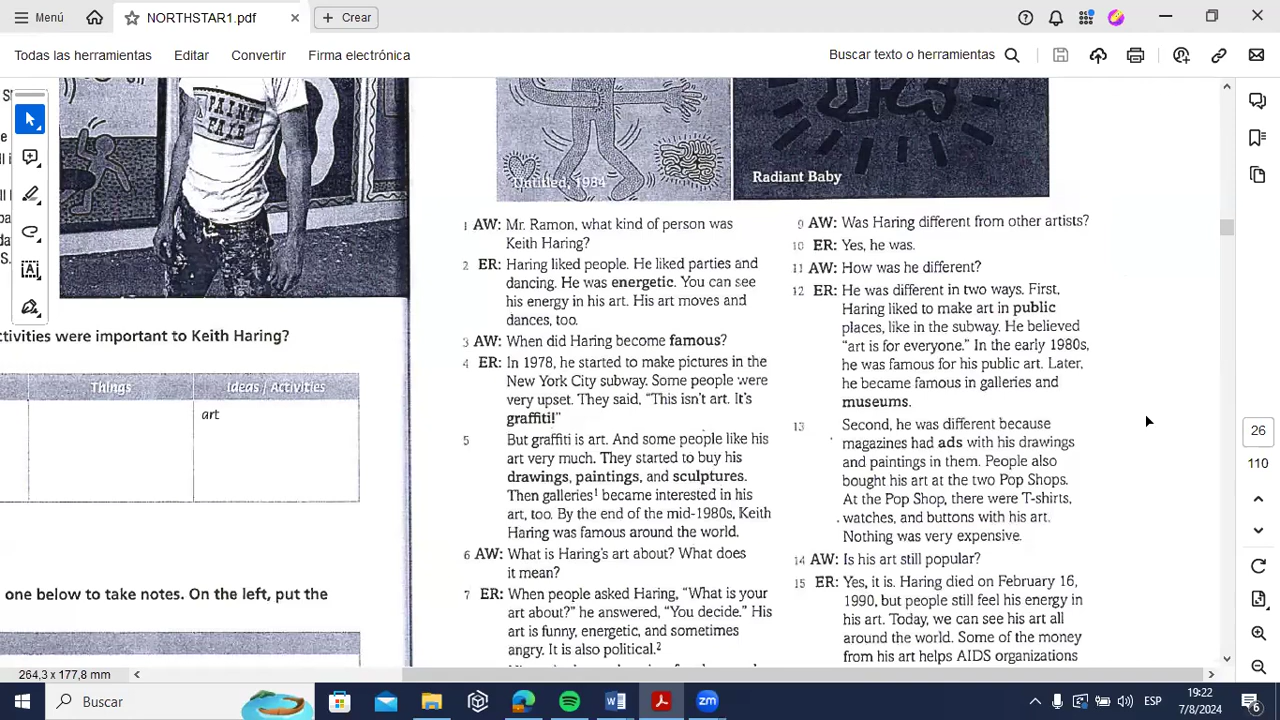 Menú
NORTHSTAR1.pdf
Crear
Todas las herramientas
Editar
Convertir
Firma electrónica
Buscar texto o herramientas
PAINT
FAIR
Untitled, 1984
Radiant Baby
ctivities were important to Keith Haring?
Things
Ideas / Activities
art
one below to take notes. On the left, put the
1 AW: Mr. Ramon, what kind of person was
Keith Haring?
2 ER: Haring liked people. He liked parties and
dancing. He was energetic. You can see
his energy in his art. His art moves and
dances, too.
3 AW: When did Haring become famous?
4 ER: In 1978, he started to make pictures in the
New York City subway. Some people were
very upset. They said, “This isn’t art. It’s
graffiti!”
5 But graffiti is art. And some people like his
art very much. They started to buy his
drawings, paintings, and sculptures.
Then galleries1 became interested in his
art, too. By the end of the mid-1980s, Keith
Haring was famous around the world.
6 AW: What is Haring’s art about? What does
it mean?
7 ER: When people asked Haring, “What is your
art about?” he answered, “You decide.” His
art is funny, energetic, and sometimes
angry. It is also political.2
9 AW: Was Haring different from other artists?
10 ER: Yes, he was.
11 AW: How was he different?
12 ER: He was different in two ways. First,
Haring liked to make art in public
places, like in the subway. He believed
“art is for everyone.” In the early 1980s,
he was famous for his public art. Later,
he became famous in galleries and
museums.
13 Second, he was different because
magazines had ads with his drawings
and paintings in them. People also
bought his art at the two Pop Shops.
At the Pop Shop, there were T-shirts,
watches, and buttons with his art.
Nothing was very expensive.
14 AW: Is his art still popular?
15 ER: Yes, it is. Haring died on February 16,
1990, but people still feel his energy in
his art. Today, we can see his art all
around the world. Some of the money
from his art helps AIDS organizations
26
110
264,3 x 177,8 mm
Buscar
ESP
19:22
7/8/2024
6